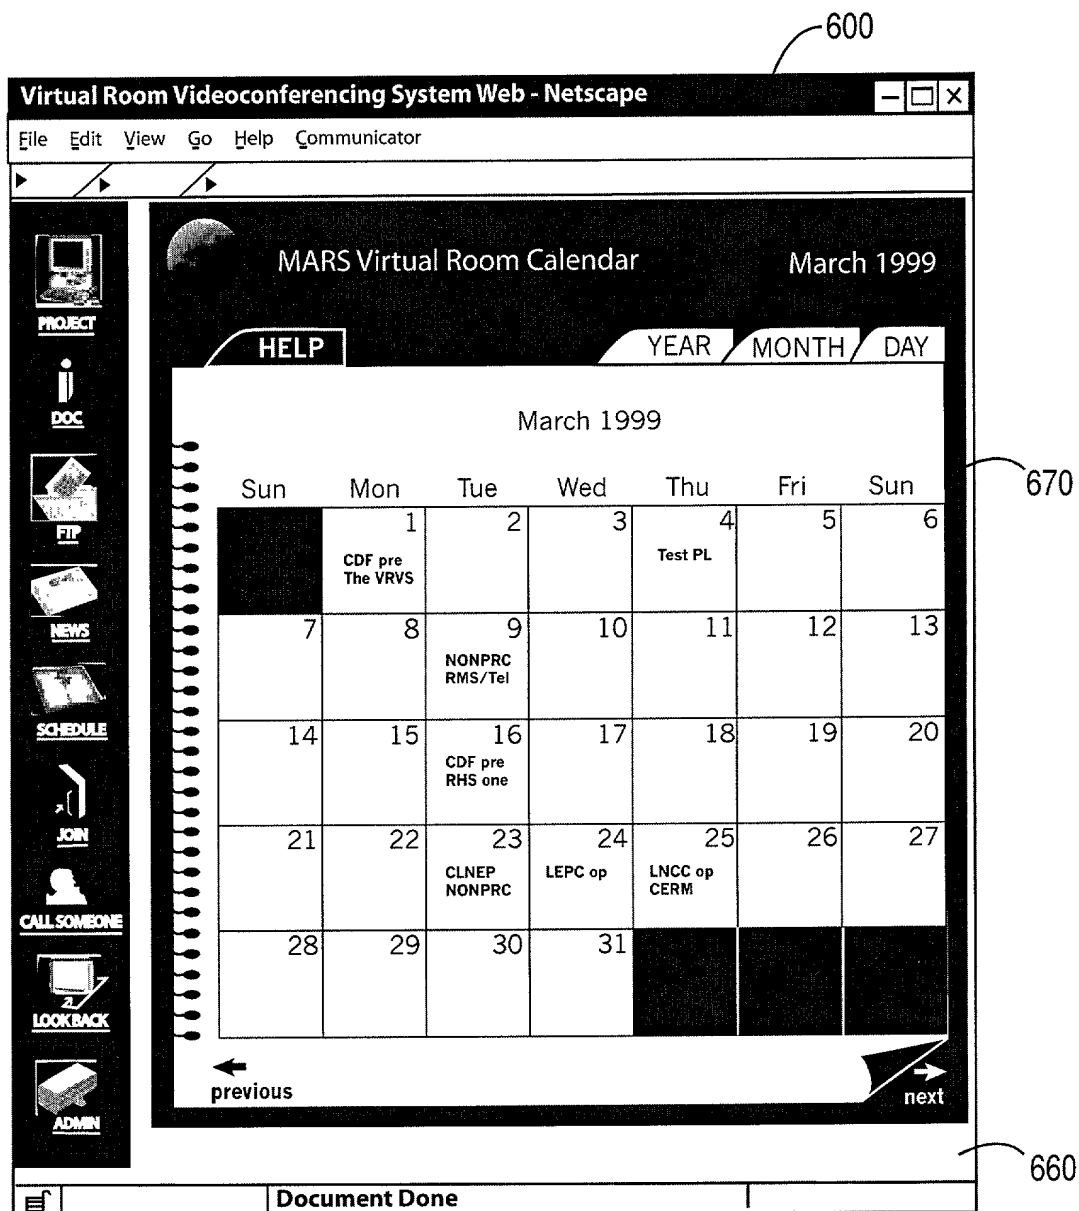 600
Virtual Room Videoconferencing System Web - Netscape
File Edit View Go Help Communicator
MARS Virtual Room Calendar March 1999
HELP YEAR MONTH DAY
March 1999
Sun Mon Tue Wed Thu Fri Sun
1 2 3 4 5 6
CDF pre Test PL
The VRVS
7 8 9 10 11 12 13
NONPRC
RMS/Tel
14 15 16 17 18 19 20
CDF pre
RHS one
21 22 23 24 25 26 27
CLNEP LEPC op LNCC op
NONPRC CERM
28 29 30 31
previous
next
PROJECT
DOC
FTP
NEWS
SCHEDULE
JOIN
CALL SOMEONE
LOOK BACK
ADMIN
670
660
Document Done